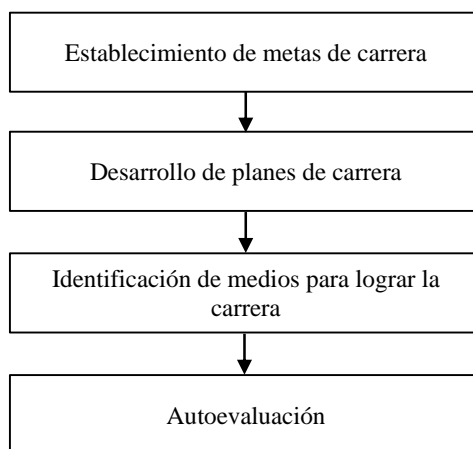 Establecimiento de metas de carrera
Desarrollo de planes de carrera
Identificación de medios para lograr la
carrera
Autoevaluación